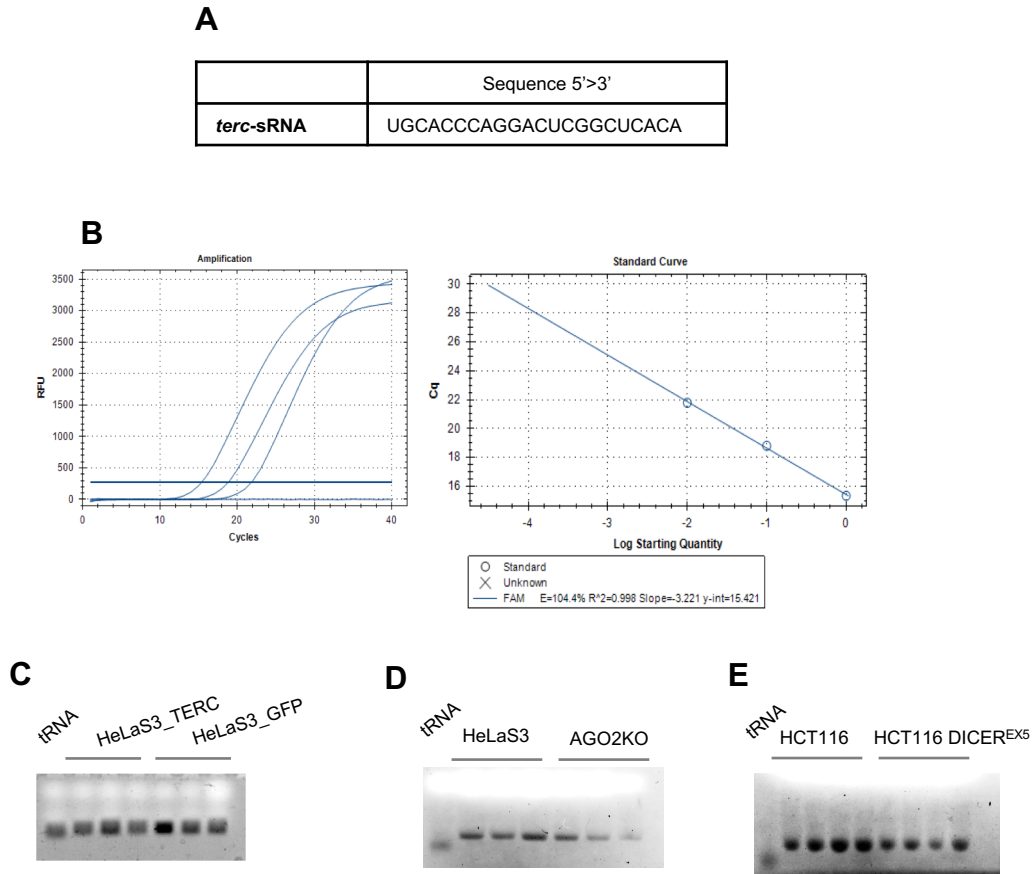 A
Sequence 5'>3'
terc-sRNA UGCACCCAGGACUCGGCUCACA
B
Amplification
3500
3000
2500
2000
1500
1000
500
0
RFU
0 10 20 30 40
Cycles
Standard Curve
30
28
26
24
22
20
18
16
Cq
-4 -3 -2 -1 0
Log Starting Quantity
Standard
Unknown
FAM E=104.4% R^2=0.998 Slope=-3.221 y-int=15.421
C
tRNA HeLaS3_TERC HeLaS3_GFP
D
tRNA HeLaS3 AGO2KO
E
tRNA HCT116 HCT116 DICER^EX5